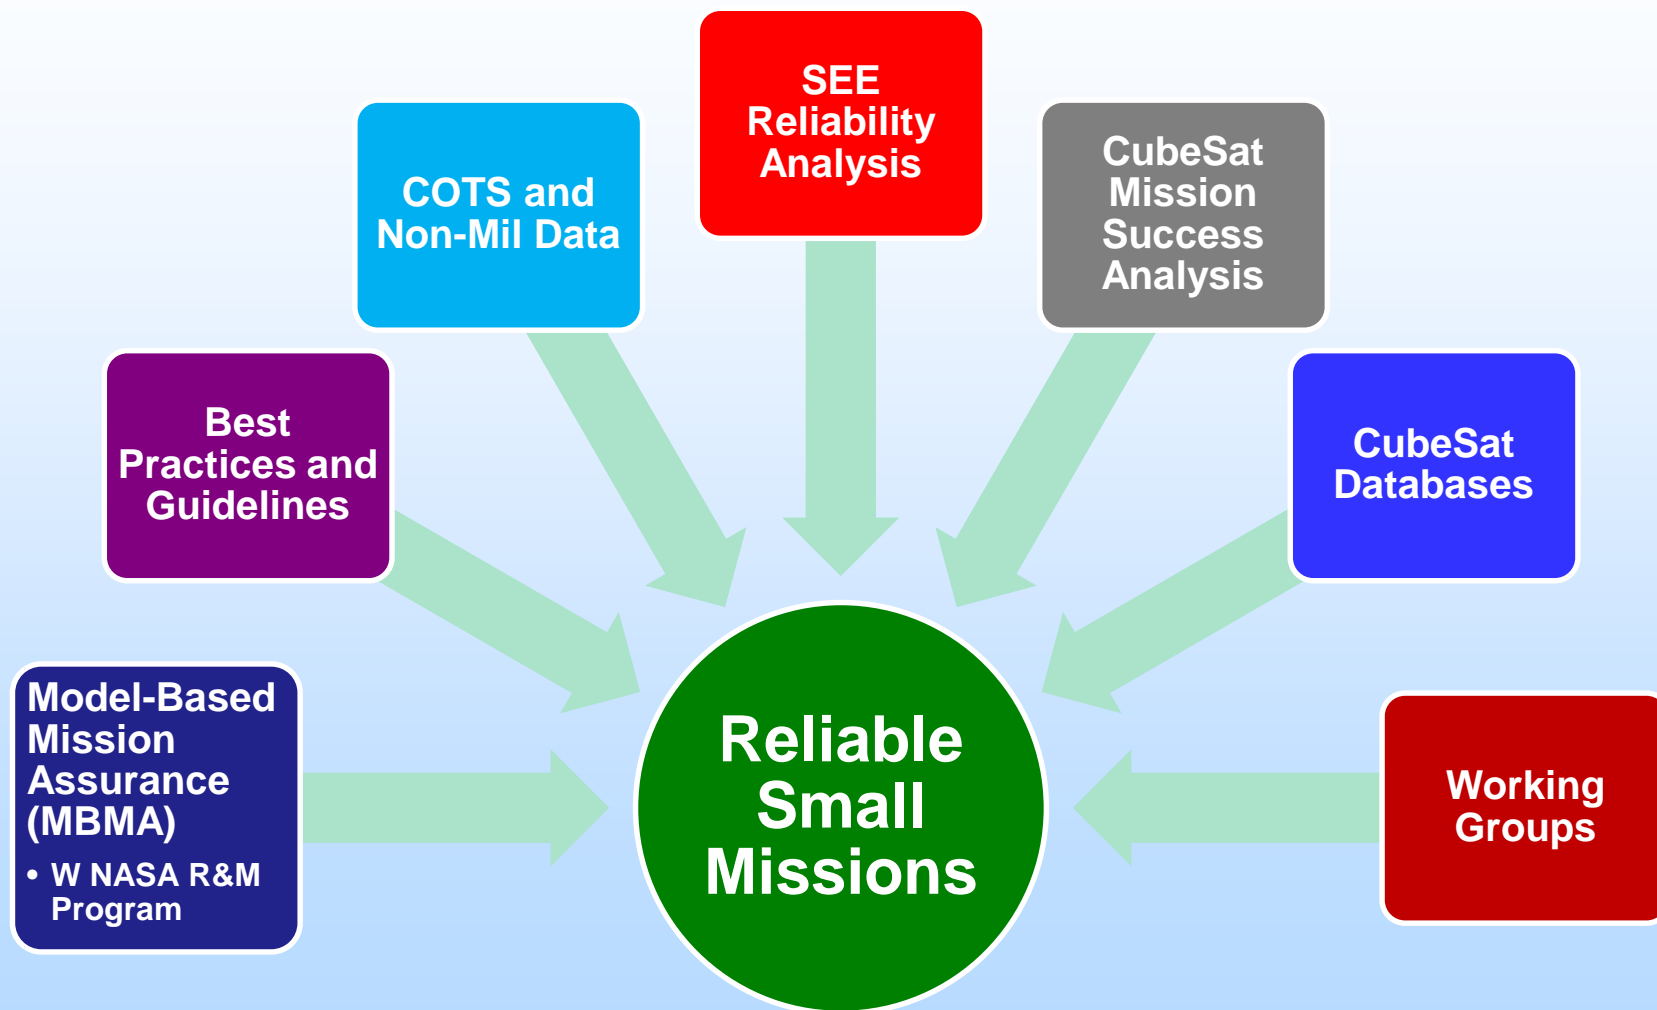 SEE
Reliability
Analysis
COTS and
Non-Mil Data
CubeSat
Mission
Success
Analysis
Best
Practices and
Guidelines
CubeSat
Databases
Model-Based
Mission
Assurance
(MBMA)
• W NASA R&M
Program
Reliable
Small
Missions
Working
Groups